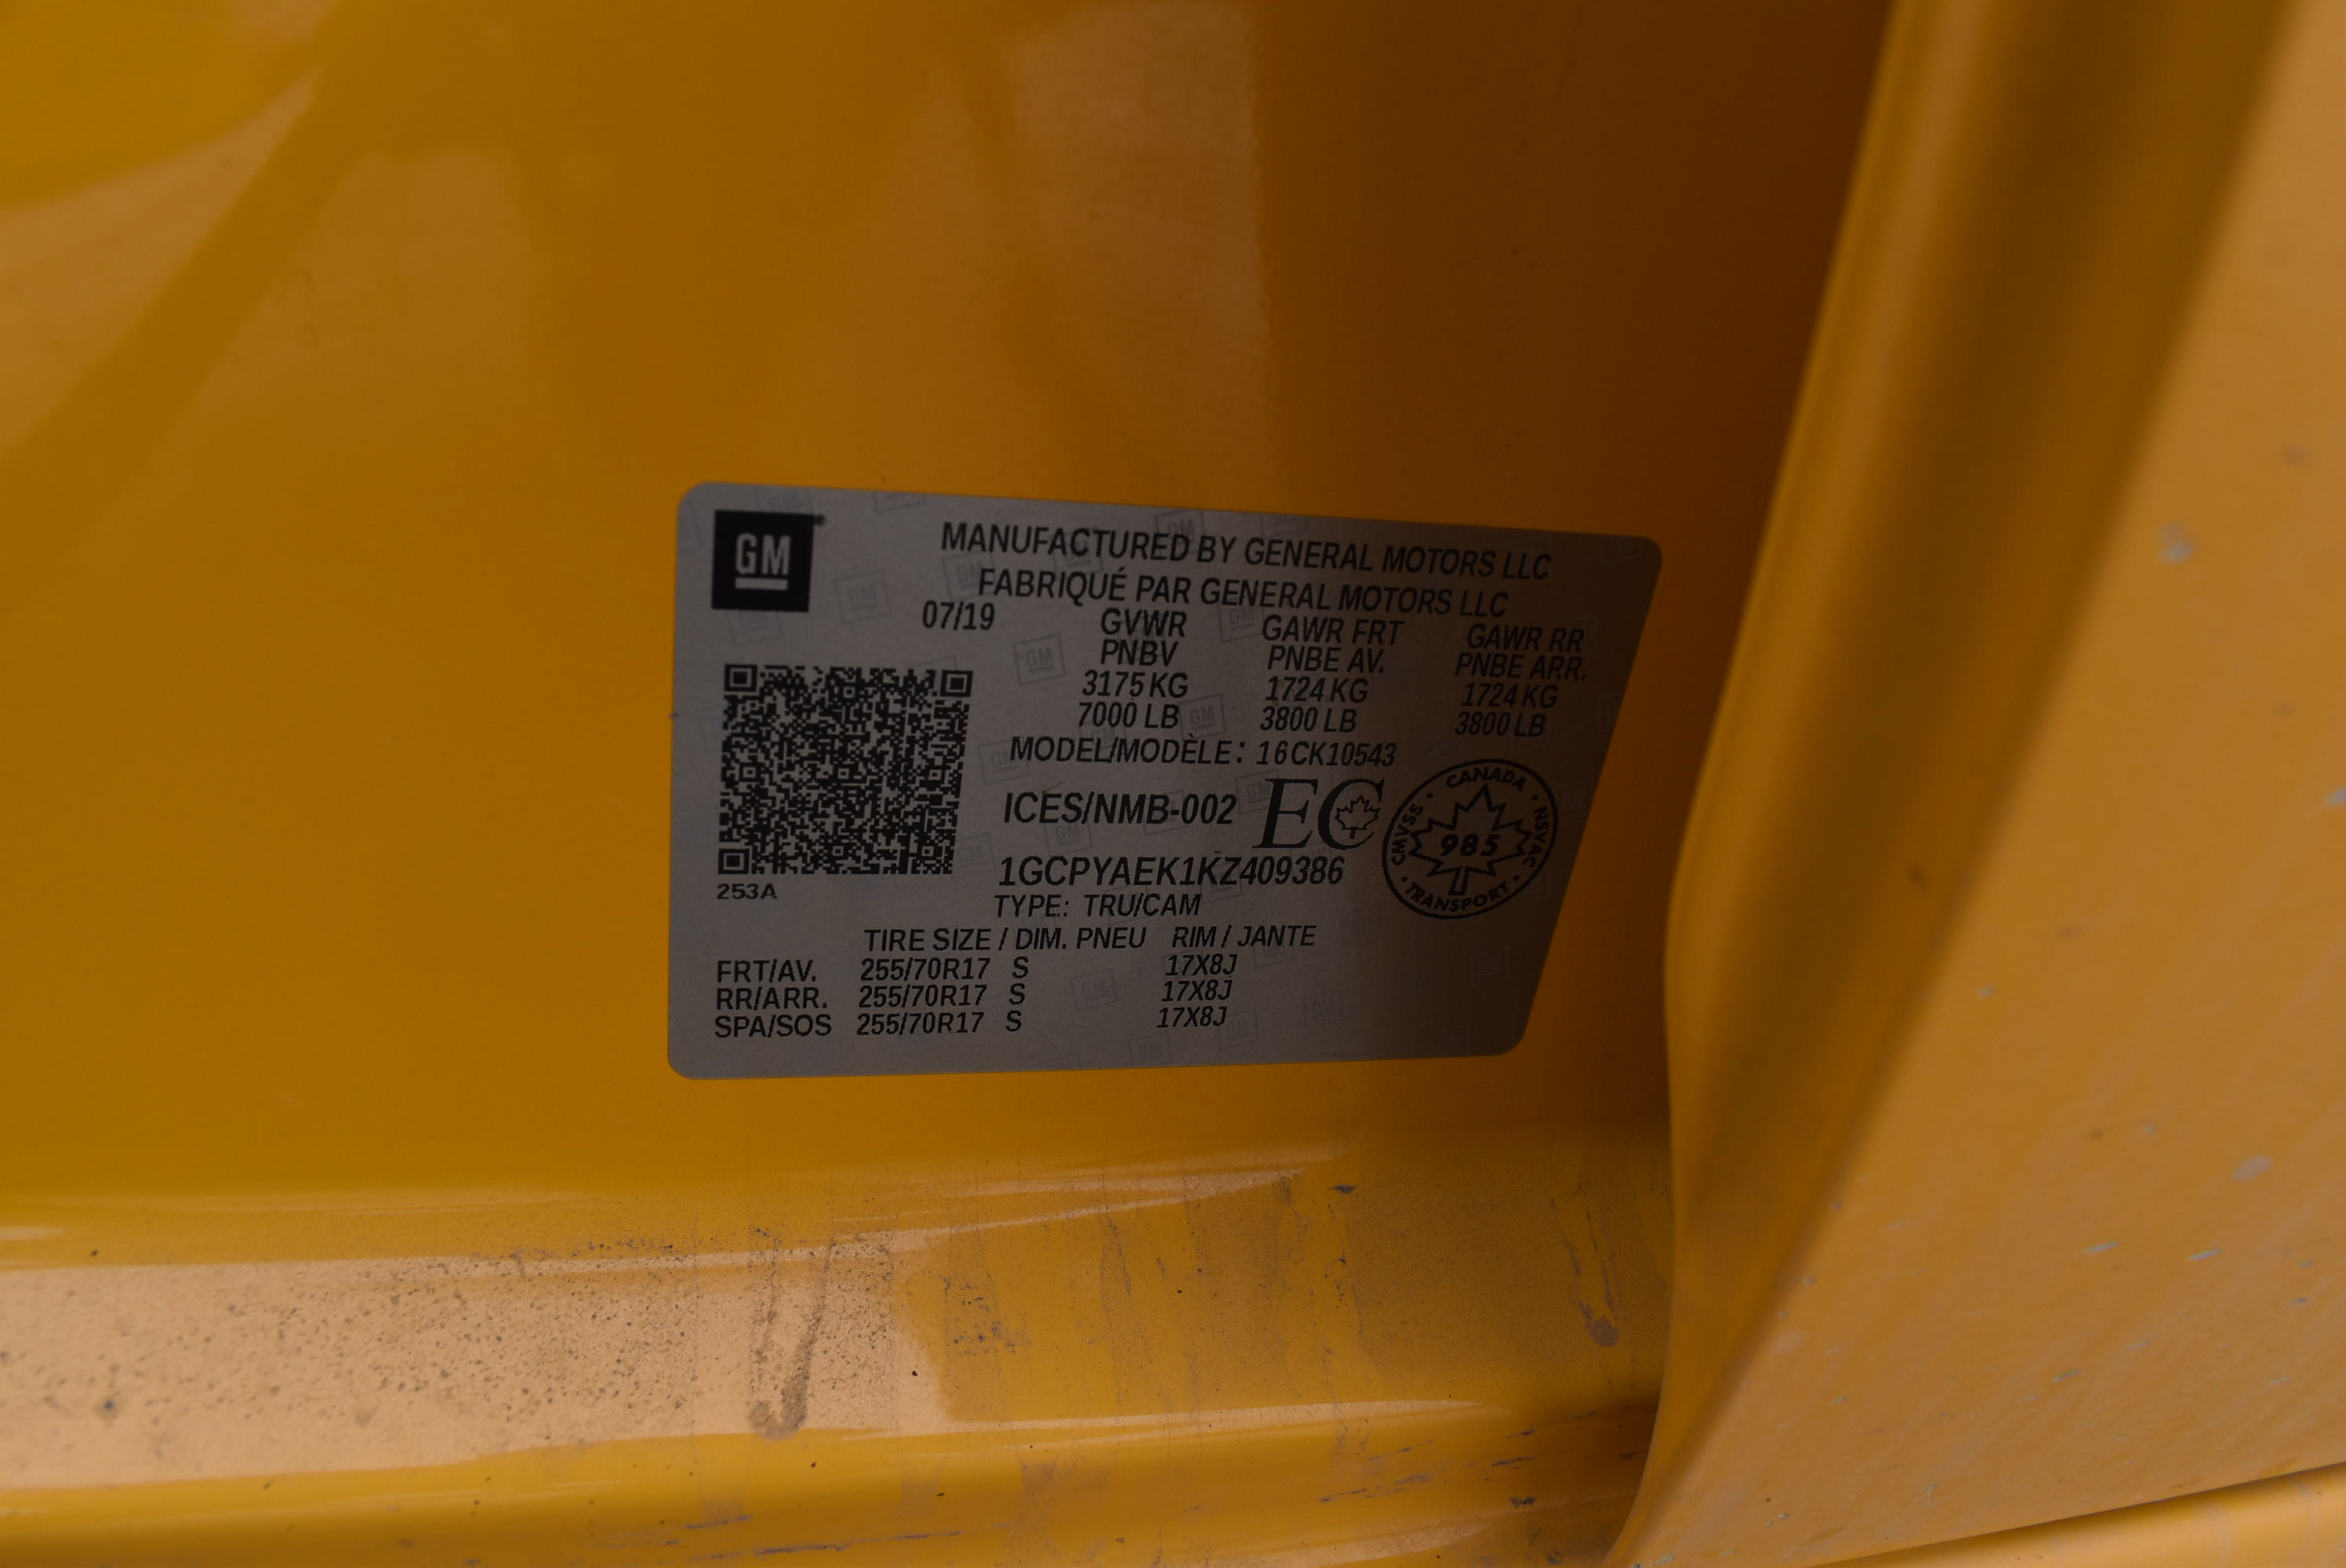 GM
MANUFACTURED BY GENERAL MOTORS LLC
FABRIQUÉ PAR GENERAL MOTORS LLC
07/19 GVWR GAWR FRT GAWR RR
PNBV PNBE AV. PNBE ARR.
3175 KG 1724 KG 1724 KG
7000 LB 3800 LB 3800 LB
MODEL/MODÈLE: 16CK10543
ICES/NMB-002 EC
CANADA
CMVSS 985 NSVAC
TRANSPORT
1GCPYAEK1KZ409386
253A
TYPE: TRU/CAM
TIRE SIZE / DIM. PNEU RIM / JANTE
FRT/AV. 255/70R17 S 17X8J
RR/ARR. 255/70R17 S 17X8J
SPA/SOS 255/70R17 S 17X8J